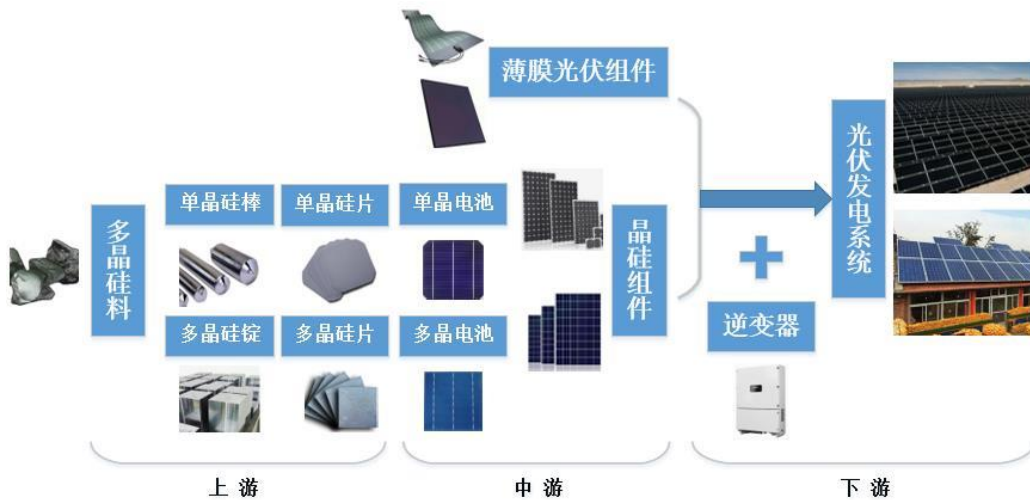 薄膜光伏组件
单晶硅棒
单晶硅片
单晶电池
多晶硅料
多晶硅锭
多晶硅片
多晶电池
晶硅组件
逆变器
光伏发电系统
上 游
中 游
下 游